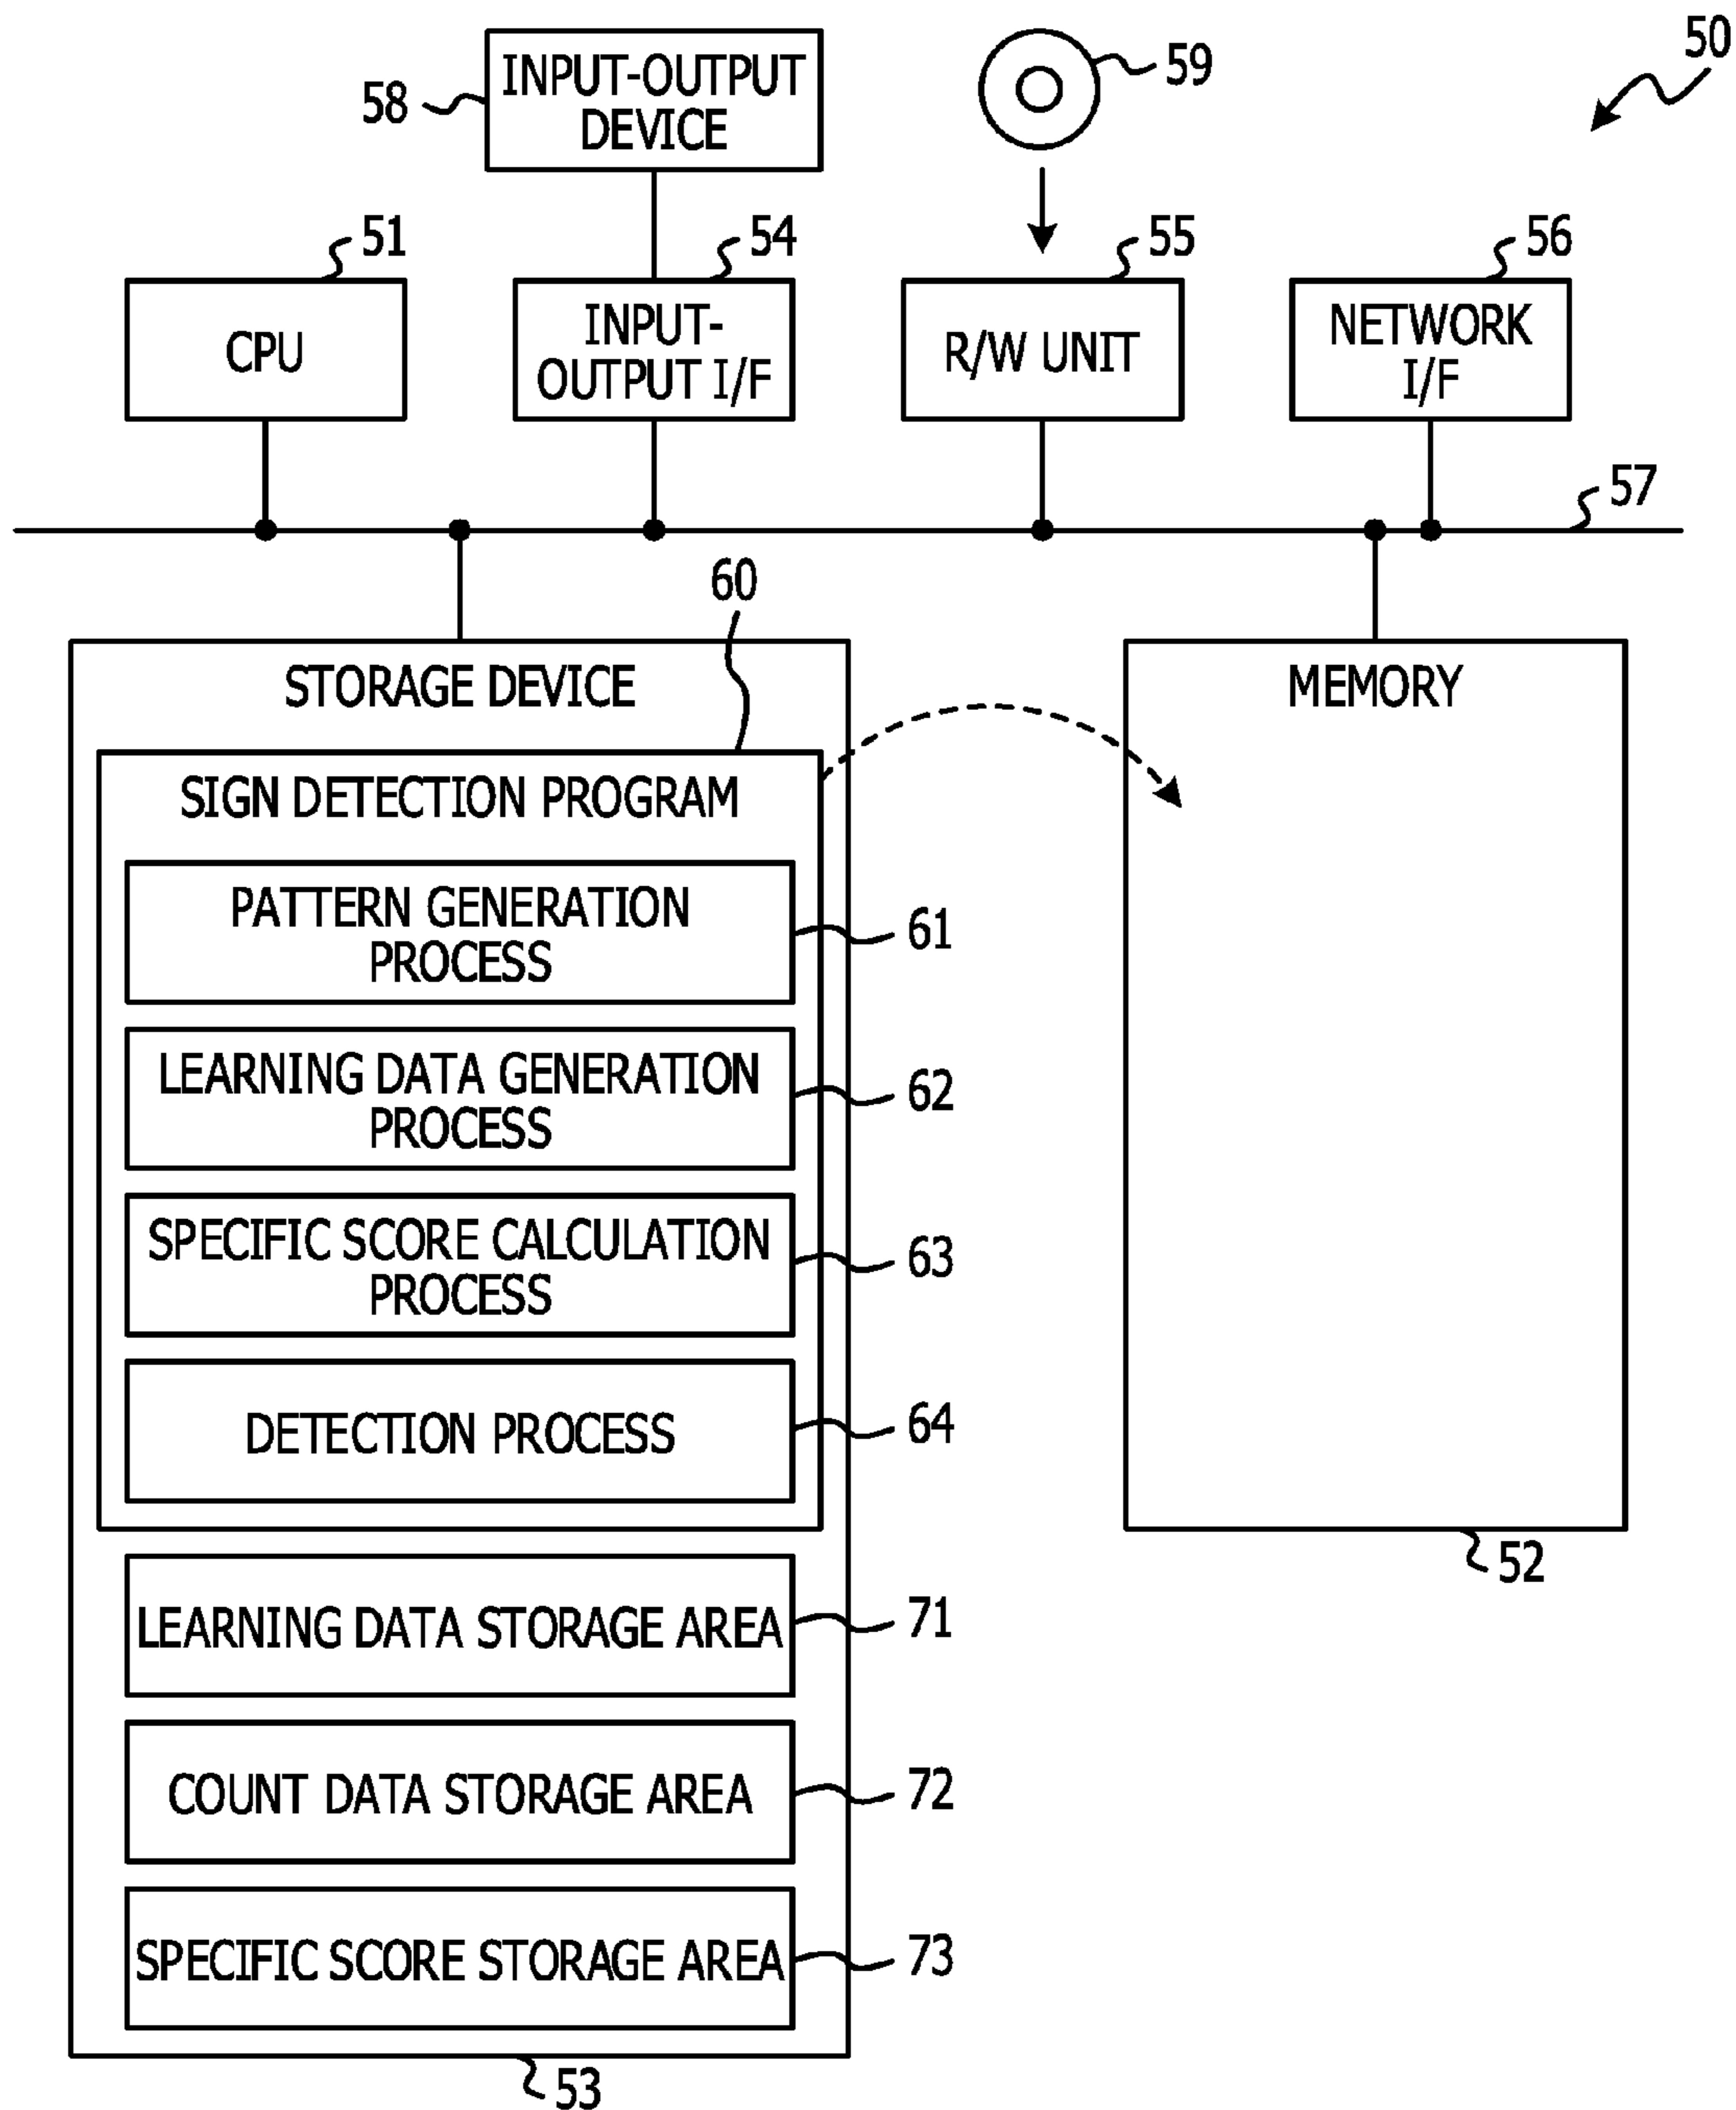 50
58
INPUT-OUTPUT
DEVICE
59
51
54
55
56
CPU
INPUT-
OUTPUT I/F
R/W UNIT
NETWORK
I/F
57
60
STORAGE DEVICE
MEMORY
SIGN DETECTION PROGRAM
PATTERN GENERATION
PROCESS
61
LEARNING DATA GENERATION
PROCESS
62
SPECIFIC SCORE CALCULATION
PROCESS
63
DETECTION PROCESS
64
52
LEARNING DATA STORAGE AREA
71
COUNT DATA STORAGE AREA
72
SPECIFIC SCORE STORAGE AREA
73
53